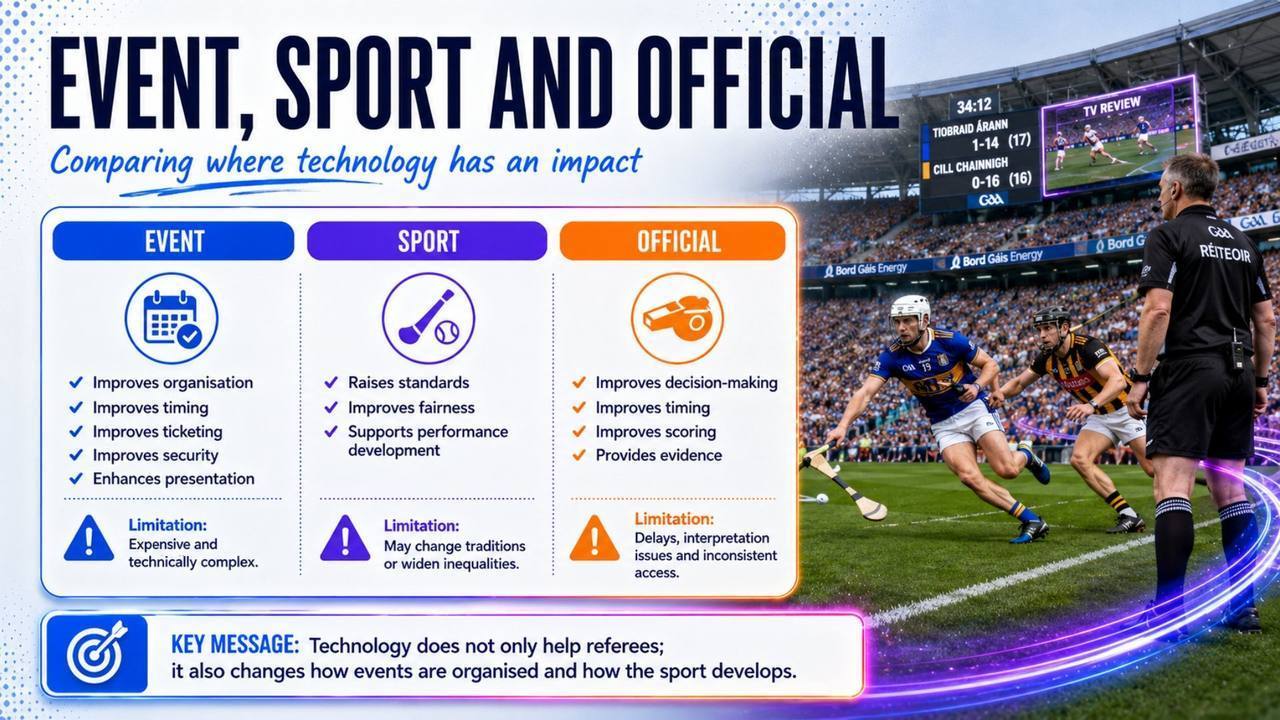 EVENT, SPORT AND OFFICIAL
Comparing where technology has an impact
EVENT
Improves organisation
Improves timing
Improves ticketing
Improves security
Enhances presentation
Limitation:
Expensive and
technically complex.
SPORT
Raises standards
Improves fairness
Supports performance
development
Limitation:
May change traditions
or widen inequalities.
OFFICIAL
Improves decision-making
Improves timing
Improves scoring
Provides evidence
Limitation:
Delays, interpretation
issues and inconsistent
access.
KEY MESSAGE: Technology does not only help referees;
it also changes how events are organised and how the sport develops.
34:12
TIOBRAID ÁRANN
1-14 (17)
CILL CHAINNIGH
0-16 (16)
GAA
TV REVIEW
Bord Gáis Energy
Bord Gáis Energy
Bord G
19
GAA
RÉITEOIR